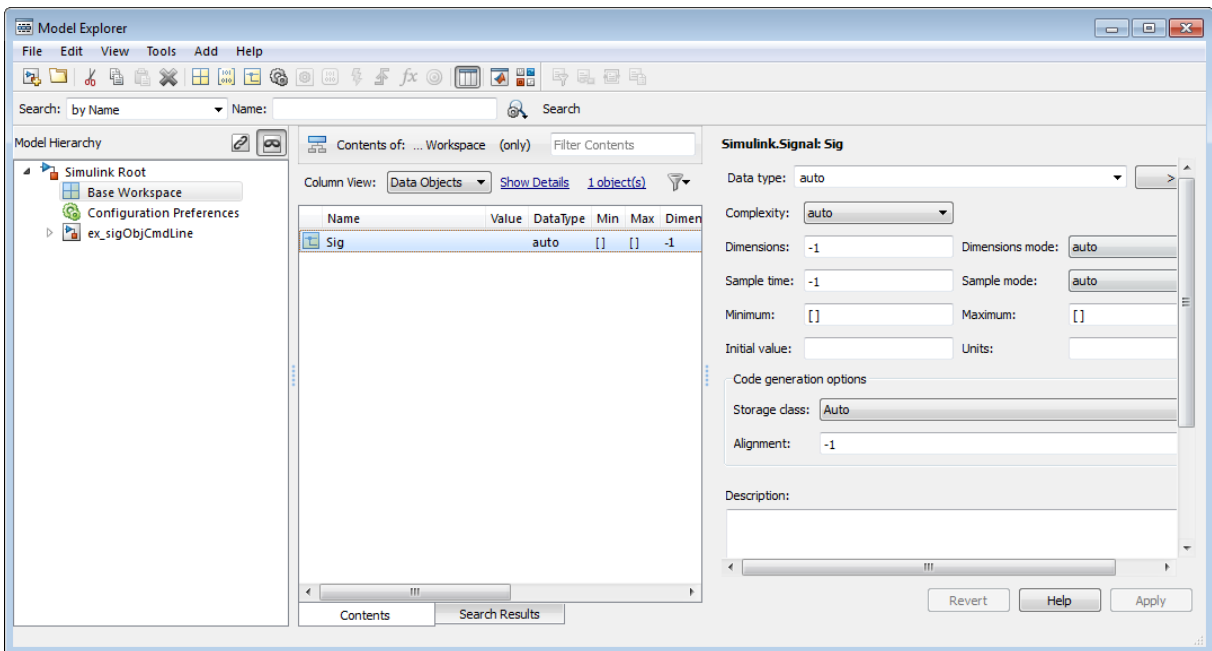 Model Explorer
File Edit View Tools Add Help
fx
Search: by Name Name: Search
Model Hierarchy
Simulink Root
Base Workspace
Configuration Preferences
ex_sigObjCmdLine
Contents of: ... Workspace (only) Filter Contents
Column View: Data Objects Show Details 1 object(s)
Name Value DataType Min Max Dimen
Sig auto [] [] -1
Contents Search Results
Simulink.Signal: Sig
Data type: auto >
Complexity: auto
Dimensions: -1 Dimensions mode: auto
Sample time: -1 Sample mode: auto
Minimum: [] Maximum: []
Initial value: Units:
Code generation options
Storage class: Auto
Alignment: -1
Description:
Revert Help Apply